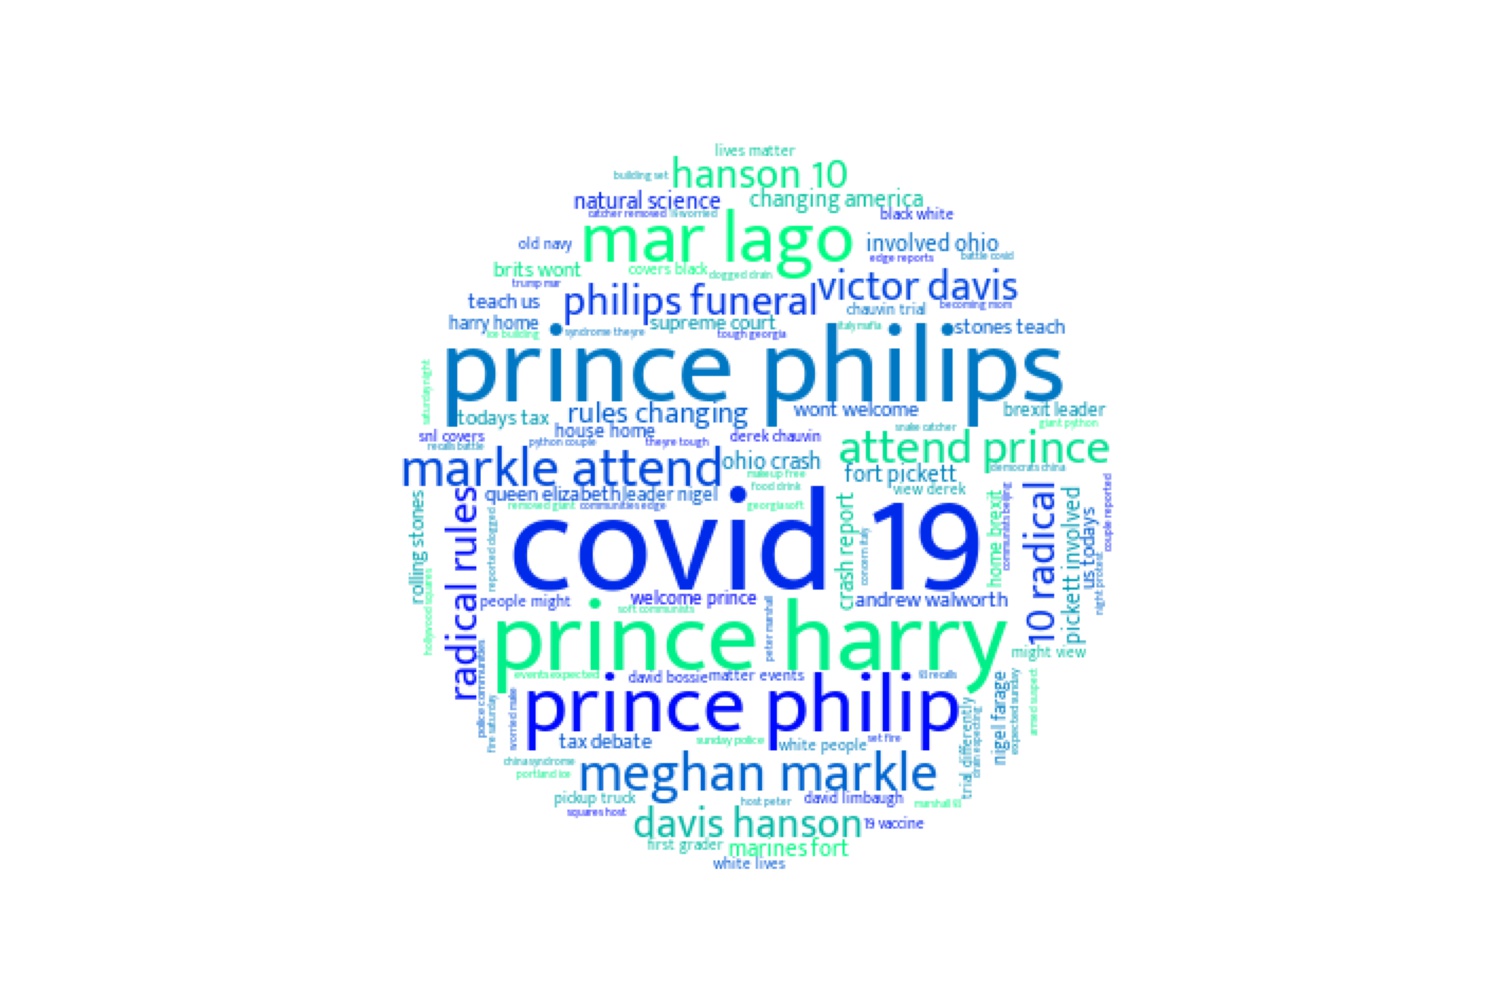 lives matter
building set
hanson 10
natural science
changing america
catcher removed
19 worried
black white
old navy
mar lago
involved ohio
edge reports
battle covid
brits wont
covers black
dogged drain
trump mar
victor davis
teach us
philips funeral
becoming mom
chauvin trial
harry home
supreme court
italy mafia
stones teach
ice building
syndrome theyre
tough georgia
prince philips
saturday night
todays tax
rules changing
wont welcome
brexit leader
giant python
snl covers
house home
derek chauvin
snake catcher
recalls battle
python couple
theyre tough
attend prince
markle attend
ohio crash
fort pickett
democrats china
makeup free
food drink
view derek
queen elizabeth
leader nigel
removed giant
communities edge
georgia soft
covid 19
rolling stones
radical rules
reported dogged
crash report
concern italy
home brexit
communists beijing
10 radical
pickett involved
us todays
couple reported
night protest
hollywood squares
people might
welcome prince
soft communists
andrew walworth
peter marshall
prince harry
might view
police communities
events expected
david bossie
matter events
93 recalls
nigel farage
expected sunday
armed suspect
fire saturday
worried make
prince philip
trial differently
drain expecting
tax debate
sunday police
white people
set fire
china syndrome
portland ice
meghan markle
pickup truck
host peter
david limbaugh
marshall 93
squares host
davis hanson
19 vaccine
first grader
marines fort
white lives